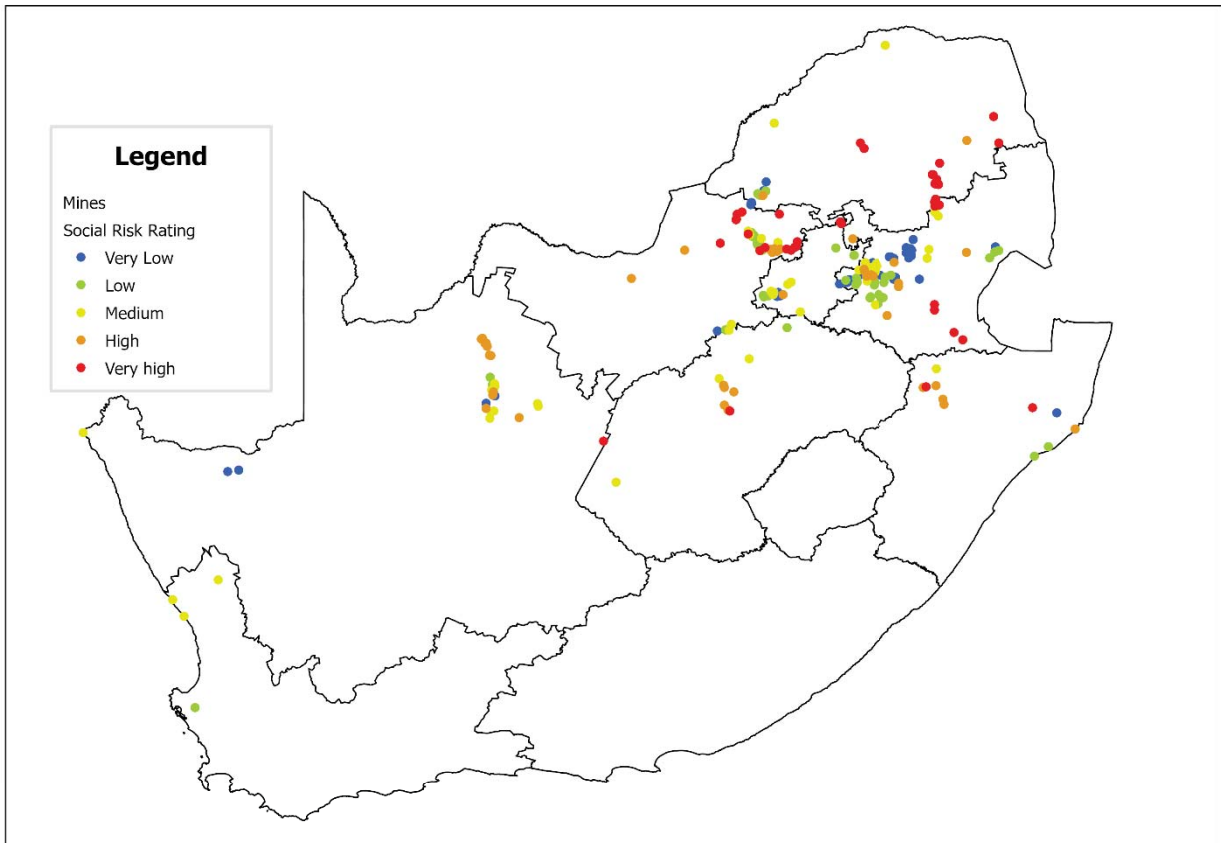 Legend
Mines
Social Risk Rating
Very Low
Low
Medium
High
Very high